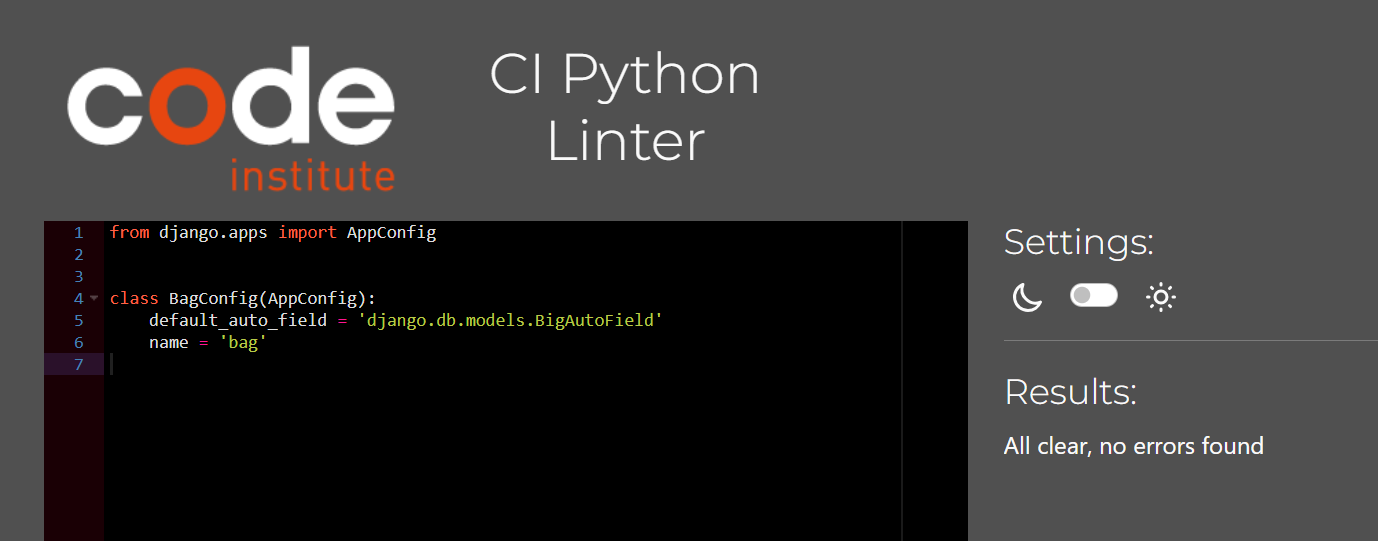 code
institute
CI Python
Linter
1 from django.apps import AppConfig
2
3
4 class BagConfig(AppConfig):
5     default_auto_field = 'django.db.models.BigAutoField'
6     name = 'bag'
7
Settings:
Results:
All clear, no errors found